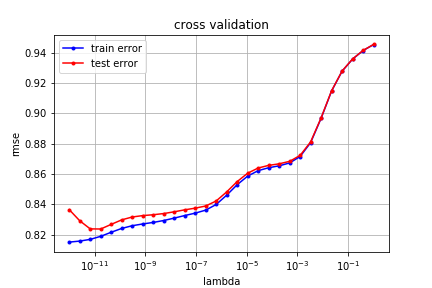 cross validation
train error
test error
rmse
0.94
0.92
0.90
0.88
0.86
0.84
0.82
10⁻¹¹ 10⁻⁹ 10⁻⁷ 10⁻⁵ 10⁻³ 10⁻¹
lambda